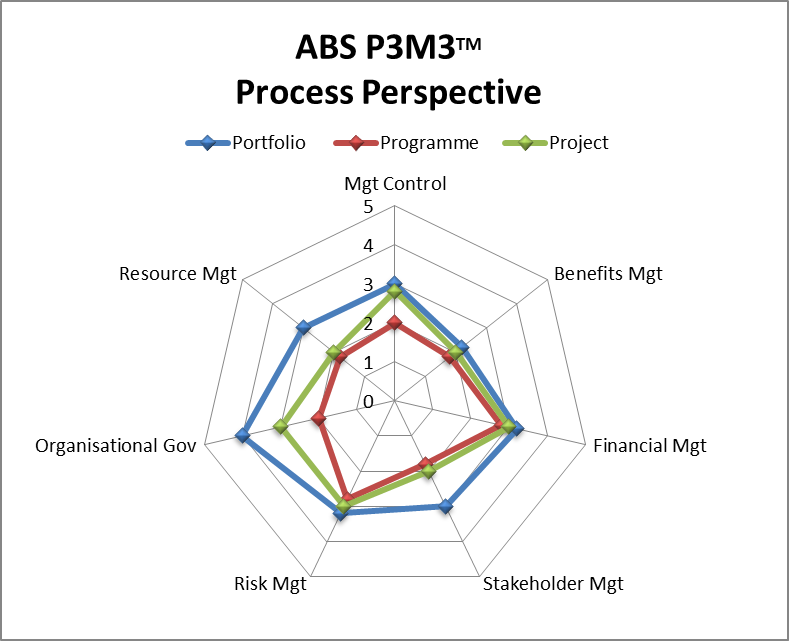 ABS P3M3™
Process Perspective
Portfolio Programme Project
Mgt Control
5
4
3
2
1
0
Resource Mgt
Benefits Mgt
Organisational Gov
Financial Mgt
Risk Mgt
Stakeholder Mgt